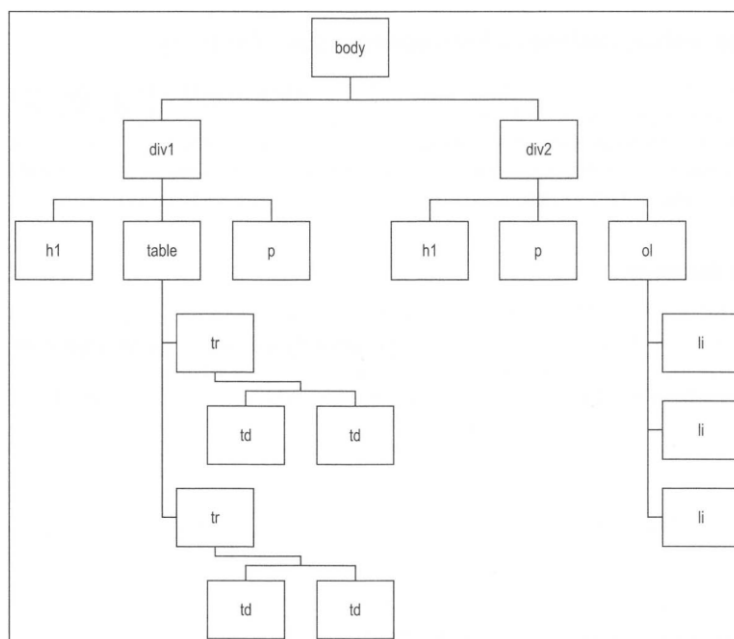 body
div1 div2
h1 table p h1 p ol
tr li
td td li
tr li
td td